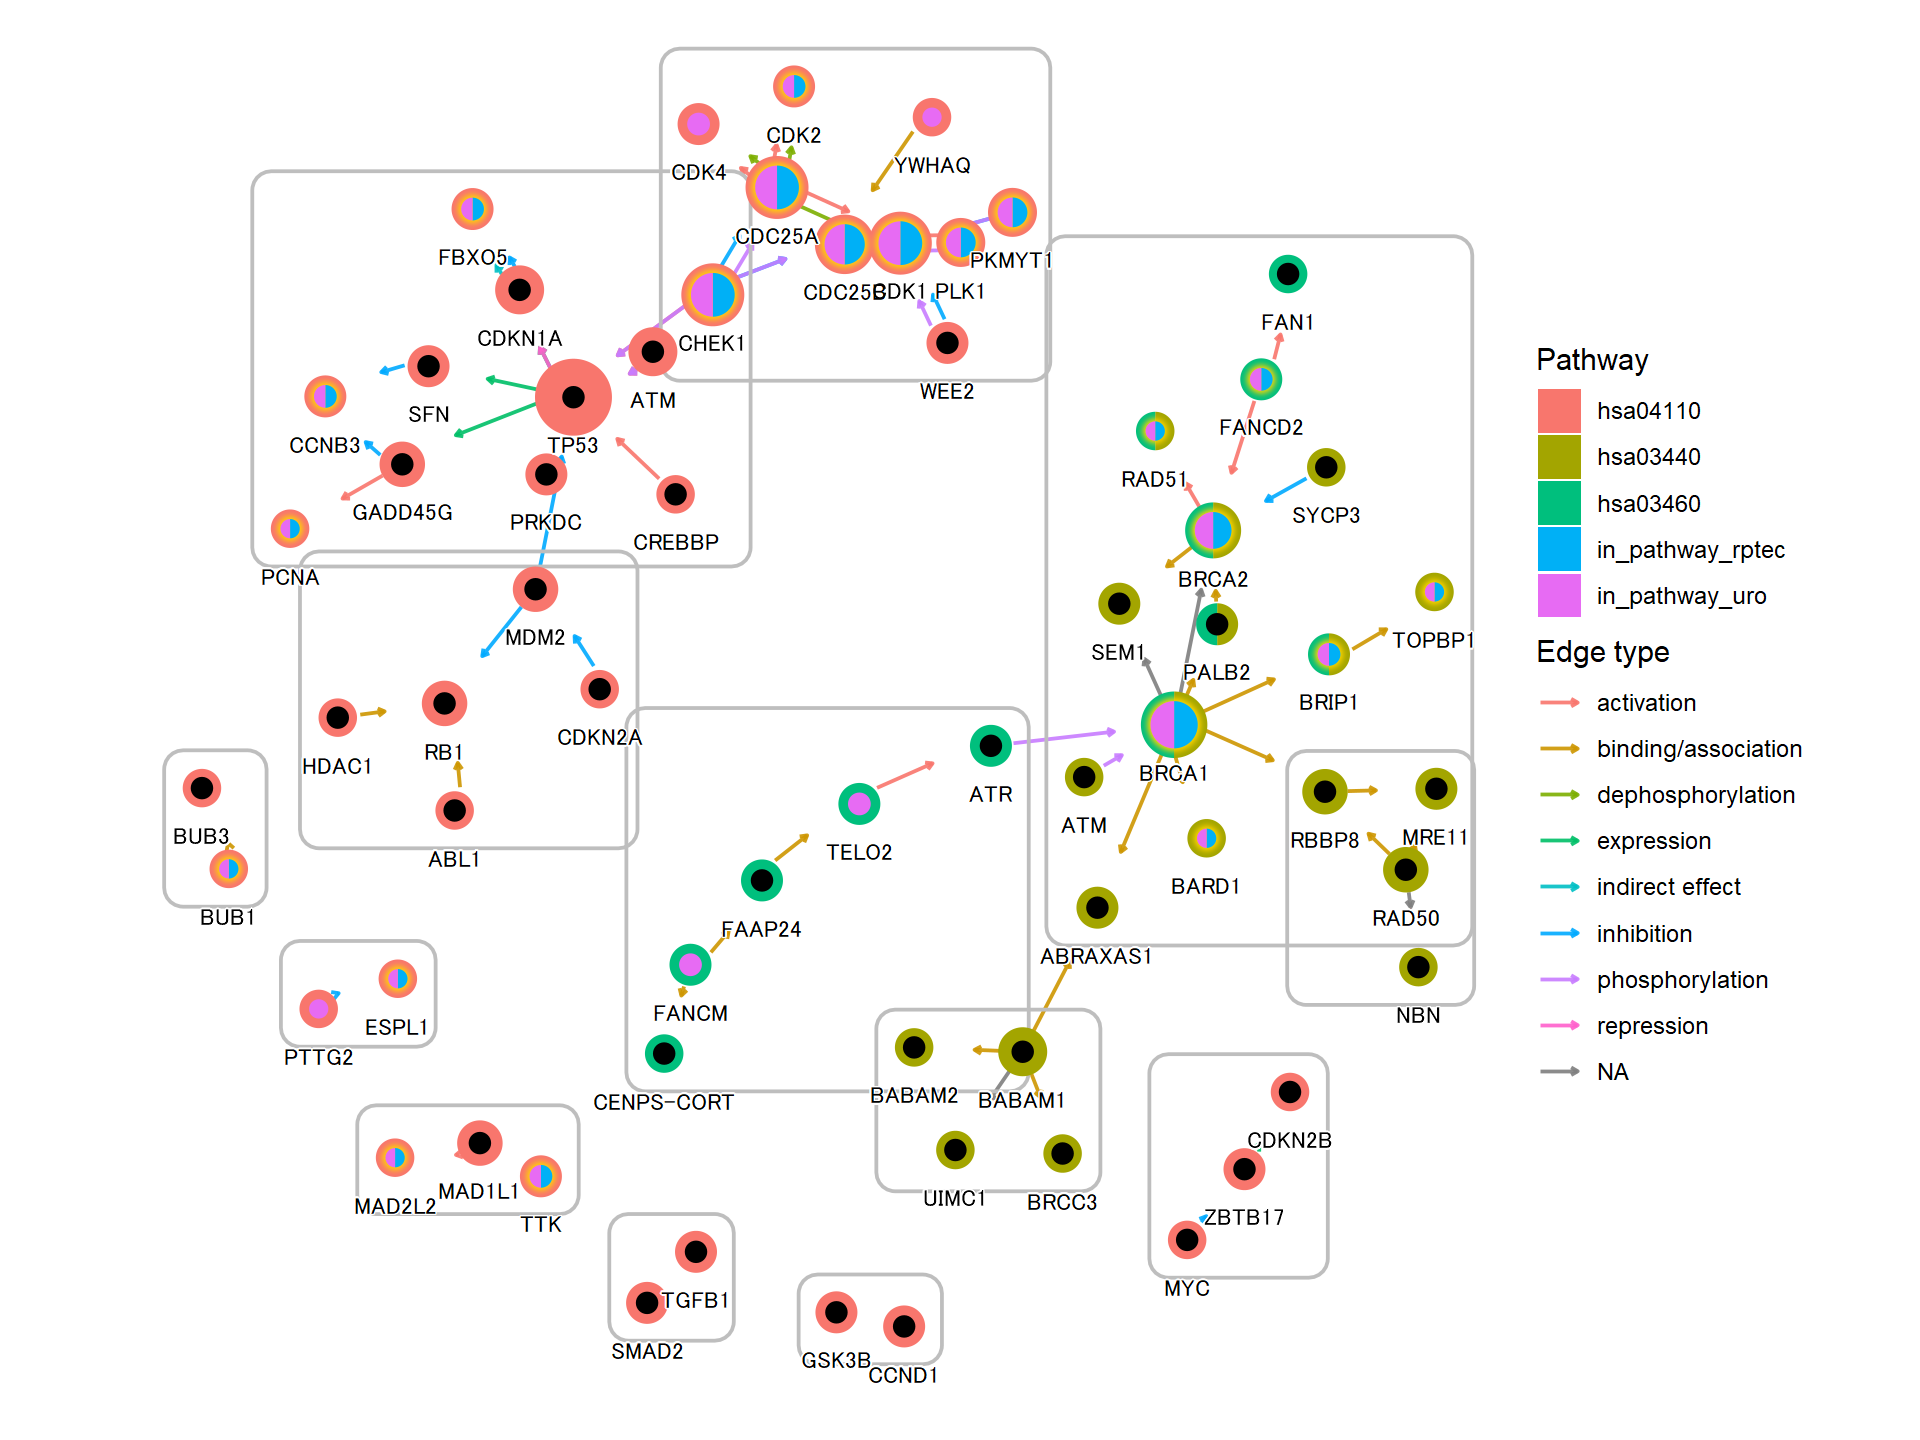 CDK2
CDK4
YWHAQ
FBXO5
CDC25A
PKMYT1
CDC25B
CDK1
PLK1
CDKN1A
CHEK1
ATM
WEE2
SFN
CCNB3
TP53
GADD45G
PRKDC
CREBBP
PCNA
MDM2
CDKN2A
HDAC1
RB1
ABL1
BUB3
BUB1
ESPL1
PTTG2
FAN1
FANCD2
RAD51
SYCP3
BRCA2
SEM1
PALB2
TOPBP1
BRIP1
BRCA1
ATR
ATM
TELO2
BARD1
RBBP8
MRE11
RAD50
FAAP24
ABRAXAS1
FANCM
NBN
CENPS-CORT
BABAM2
BABAM1
UIMC1
BRCC3
CDKN2B
ZBTB17
MYC
MAD2L2
MAD1L1
TTK
TGFB1
SMAD2
GSK3B
CCND1
Pathway
hsa04110
hsa03440
hsa03460
in_pathway_rptec
in_pathway_uro
Edge type
activation
binding/association
dephosphorylation
expression
indirect effect
inhibition
phosphorylation
repression
NA